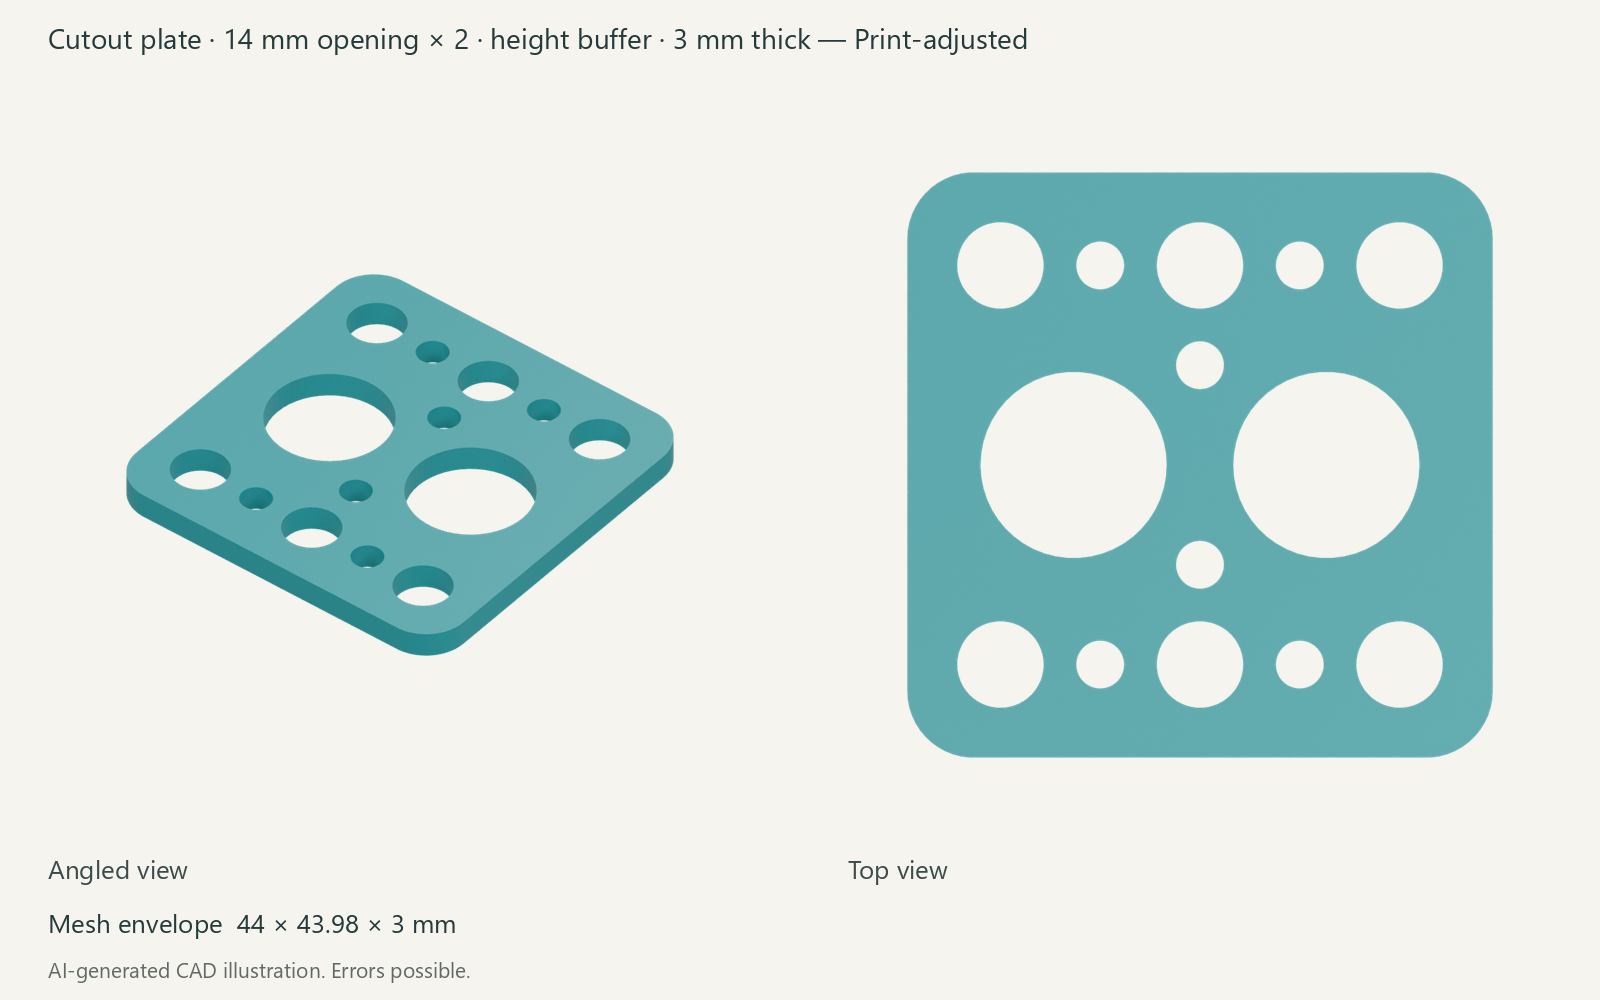 Cutout plate · 14 mm opening × 2 · height buffer · 3 mm thick — Print-adjusted
Angled view
Top view
Mesh envelope 44 × 43.98 × 3 mm
AI-generated CAD illustration. Errors possible.